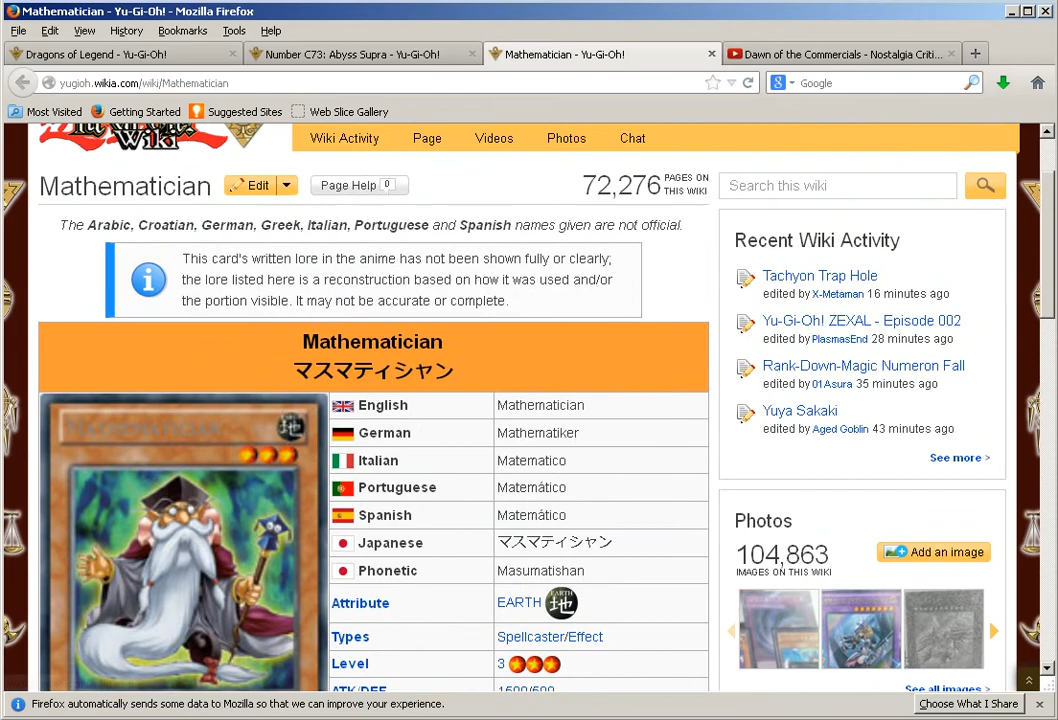 Mathematician - Yu-Gi-Oh! - Mozilla Firefox
File Edit View History Bookmarks Tools Help
Dragons of Legend - Yu-Gi-Oh! Number C73: Abyss Supra - Yu-Gi-Oh! Mathematician - Yu-Gi-Oh! Dawn of the Commercials - Nostalgia Criti...
yugioh.wikia.com/wiki/Mathematician Google
Most Visited Getting Started Suggested Sites Web Slice Gallery
Wiki
Wiki Activity Page Videos Photos Chat
Mathematician Edit Page Help 0 72,276 PAGES ON THIS WIKI
Search this wiki
The Arabic, Croatian, German, Greek, Italian, Portuguese and Spanish names given are not official.
This card's written lore in the anime has not been shown fully or clearly;
the lore listed here is a reconstruction based on how it was used and/or
the portion visible. It may not be accurate or complete.
Mathematician
マスマティシャン
MATHEMATICIAN
地
English Mathematician
German Mathematiker
Italian Matematico
Portuguese Matemático
Spanish Matemático
Japanese マスマティシャン
Phonetic Masumatishan
Attribute EARTH EARTH 地
Types Spellcaster/Effect
Level 3
ATK/DEF 1500/500
Recent Wiki Activity
Tachyon Trap Hole
edited by X-Metaman 16 minutes ago
Yu-Gi-Oh! ZEXAL - Episode 002
edited by PlasmasEnd 28 minutes ago
Rank-Down-Magic Numeron Fall
edited by 01Asura 35 minutes ago
Yuya Sakaki
edited by Aged Goblin 43 minutes ago
See more >
Photos
104,863
IMAGES ON THIS WIKI
Add an image
See all images >
Firefox automatically sends some data to Mozilla so that we can improve your experience. Choose What I Share